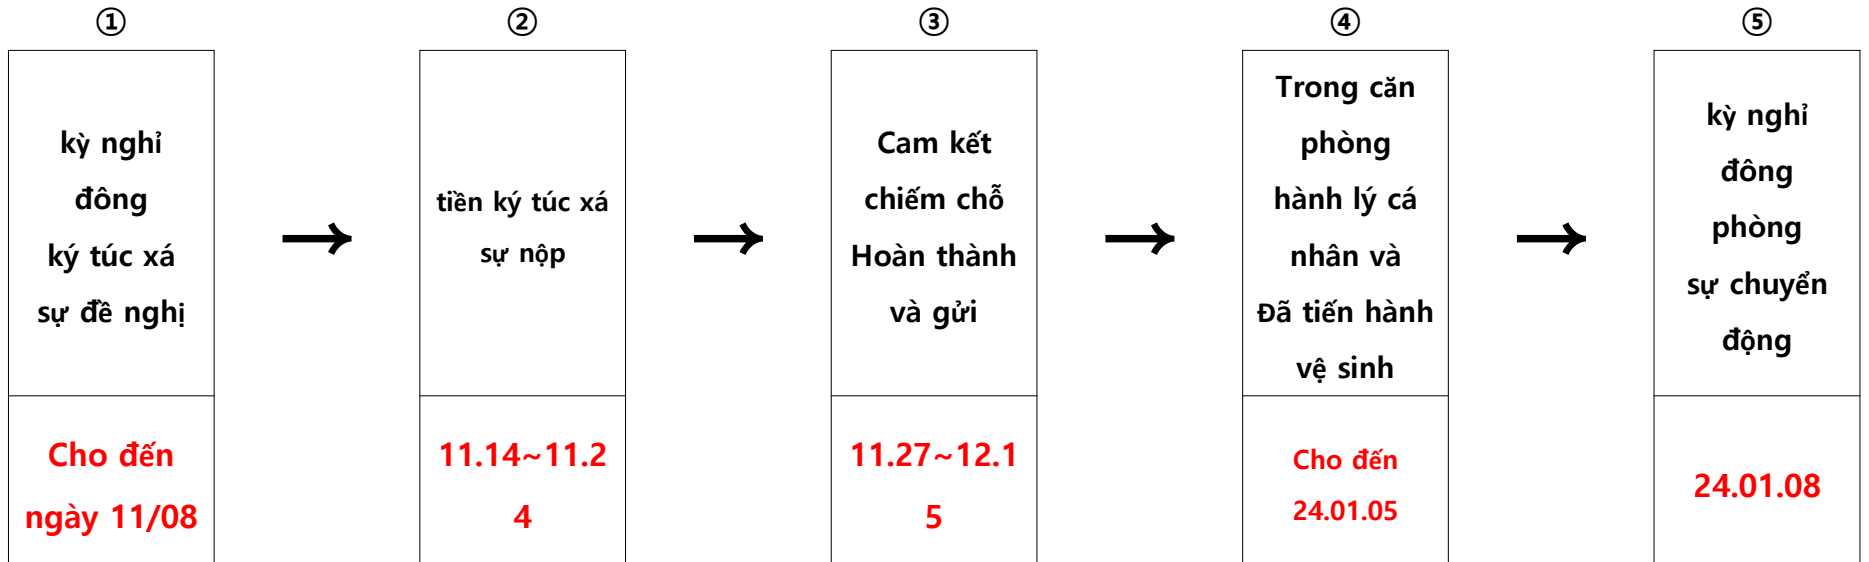 ①
kỳ nghỉ
đông
ký túc xá
sự đề nghị
Cho đến
ngày 11/08
→
②
tiền ký túc xá
sự nộp
11.14~11.2
4
→
③
Cam kết
chiếm chỗ
Hoàn thành
và gửi
11.27~12.1
5
→
④
Trong căn
phòng
hành lý cá
nhân và
Đã tiến hành
vệ sinh
Cho đến
24.01.05
→
⑤
kỳ nghỉ
đông
phòng
sự chuyển
động
24.01.08